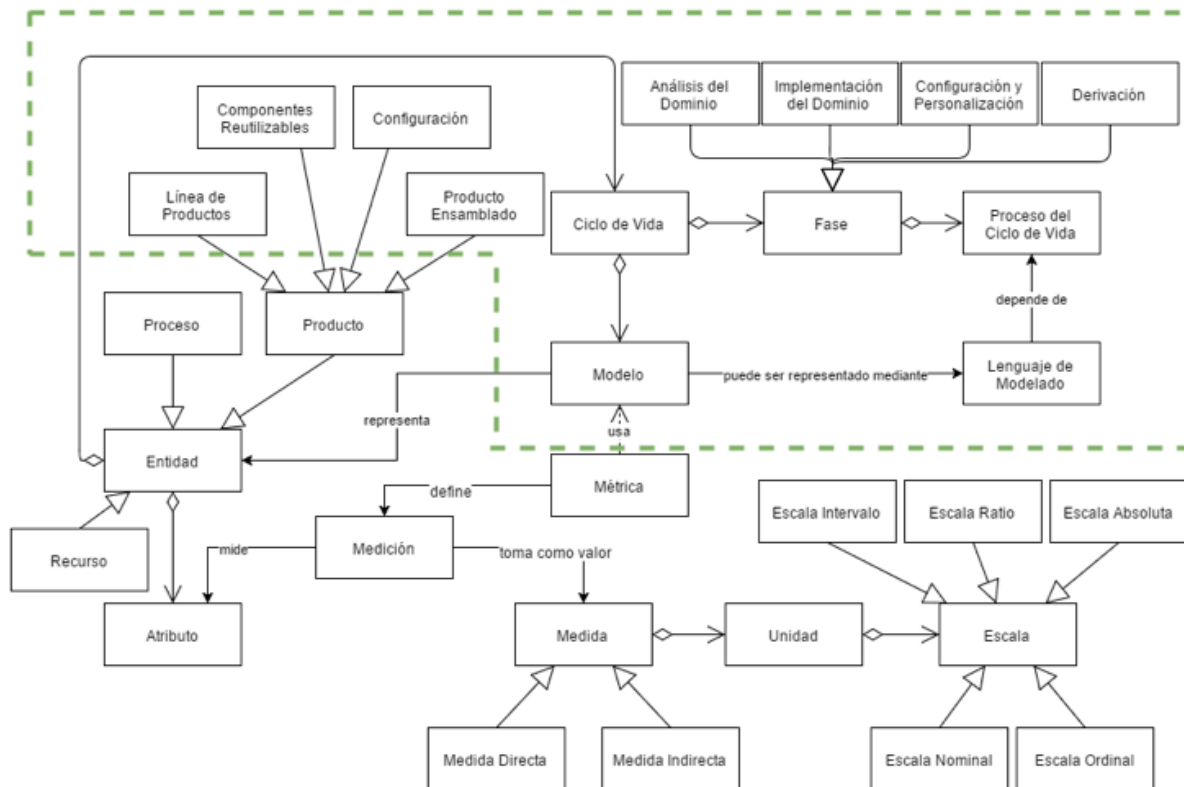 Análisis del
Dominio
Implementación
del Dominio
Configuración y
Personalización
Derivación
Componentes
Reutilizables
Configuración
Línea de
Productos
Producto
Ensamblado
Ciclo de Vida
Fase
Proceso del
Ciclo de Vida
depende de
Proceso
Producto
Modelo
puede ser representado mediante
Lenguaje de
Modelado
representa
usa
Entidad
Métrica
define
Escala Intervalo
Escala Ratio
Escala Absoluta
Recurso
mide
Medición
toma como valor
Atributo
Medida
Unidad
Escala
Medida Directa
Medida Indirecta
Escala Nominal
Escala Ordinal